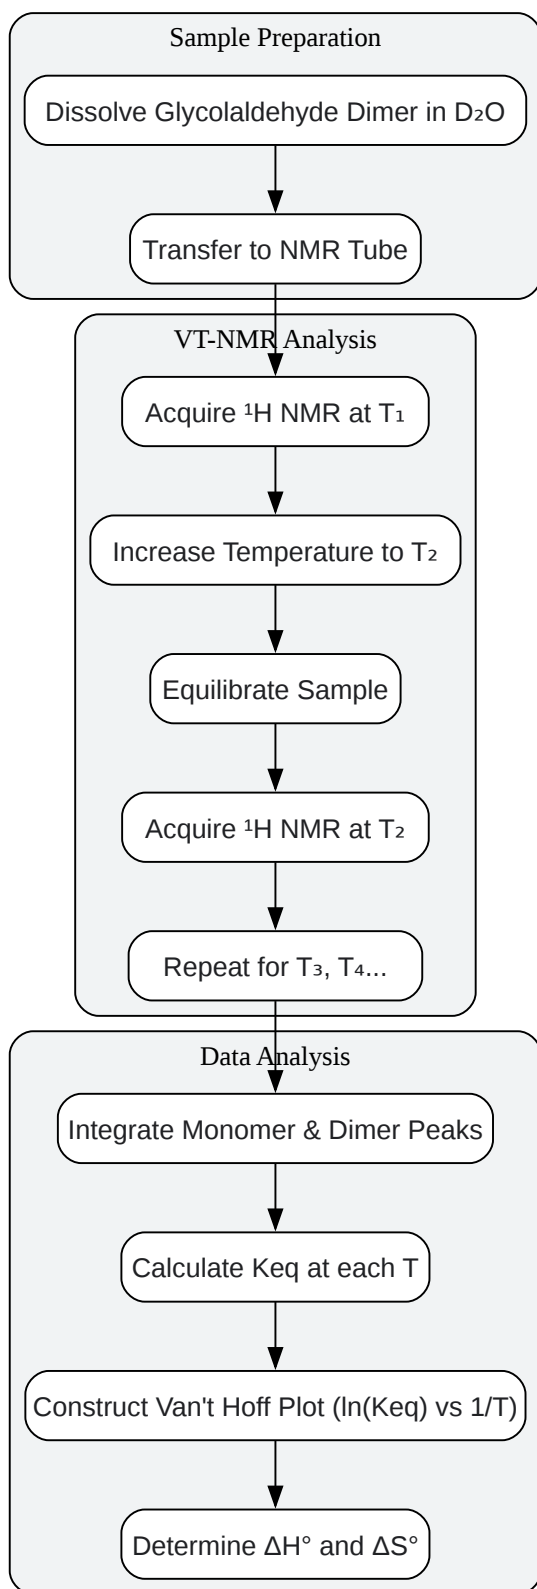 Sample Preparation
Dissolve Glycolaldehyde Dimer in D₂O
Transfer to NMR Tube
VT-NMR Analysis
Acquire ¹H NMR at T₁
Increase Temperature to T₂
Equilibrate Sample
Acquire ¹H NMR at T₂
Repeat for T₃, T₄...
Data Analysis
Integrate Monomer & Dimer Peaks
Calculate Keq at each T
Construct Van't Hoff Plot (ln(Keq) vs 1/T)
Determine ΔH° and ΔS°